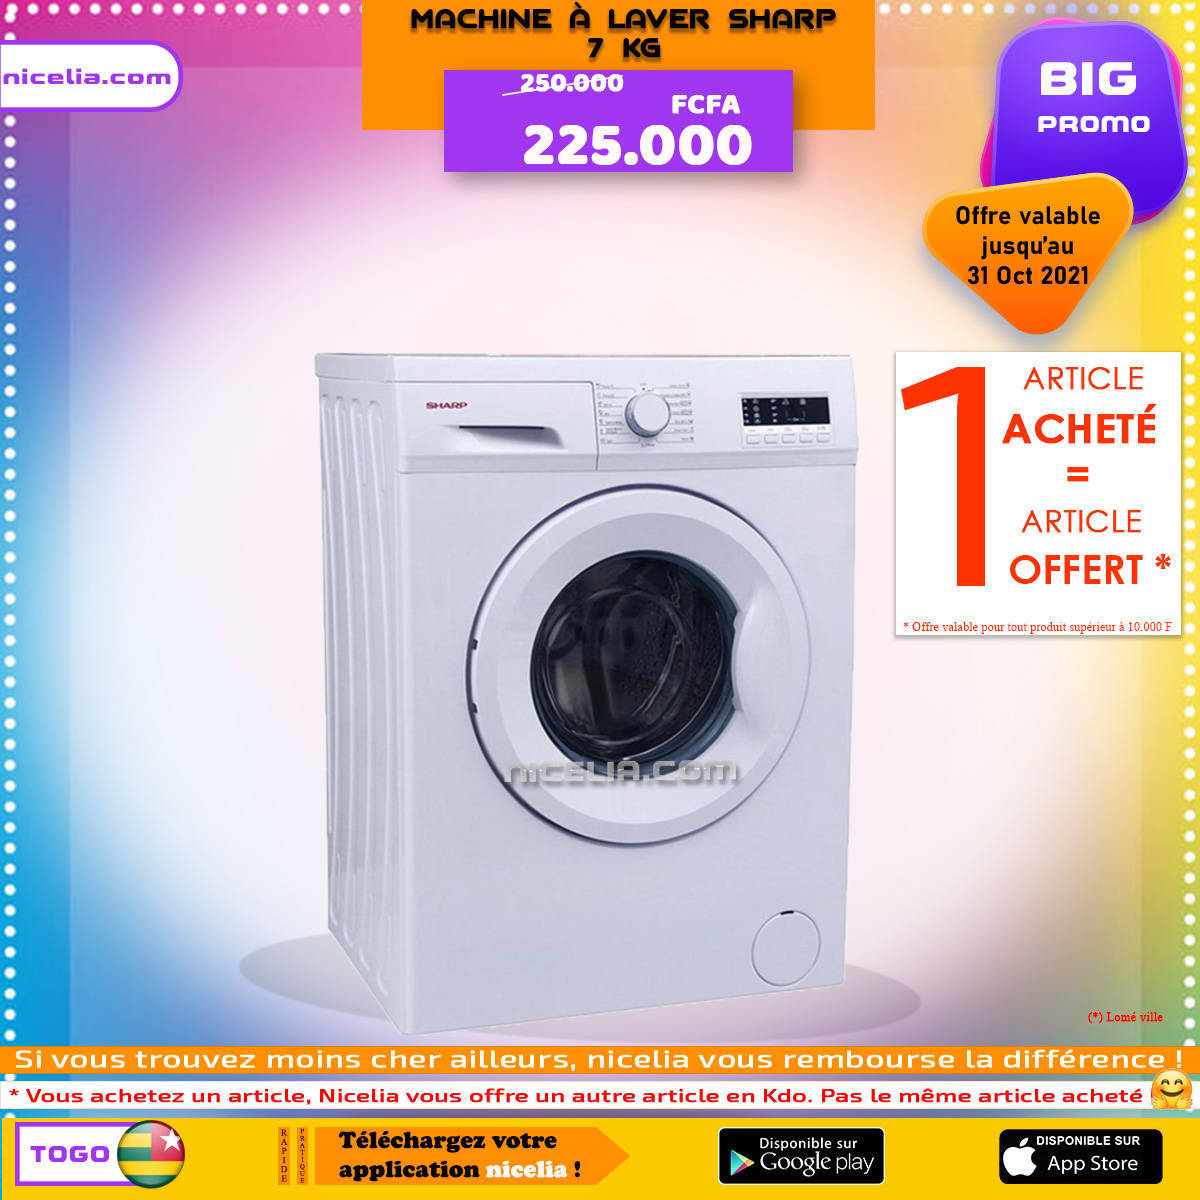 MACHINE À LAVER SHARP
7 KG
nicelia.com
250.000
FCFA
225.000
BIG
PROMO
Offre valable
jusqu'au
31 Oct 2021
1
ARTICLE
ACHETÉ
=
ARTICLE
OFFERT *
* Offre valable pour tout produit supérieur à 10.000 F
SHARP
NICELIA.COM
(*) Lomé ville
Si vous trouvez moins cher ailleurs, nicelia vous rembourse la différence !
* Vous achetez un article, Nicelia vous offre un autre article en Kdo. Pas le même article acheté
TOGO
RAPIDE
PRATIQUE
Téléchargez votre
application nicelia !
Disponible sur
Google play
DISPONIBLE SUR
App Store